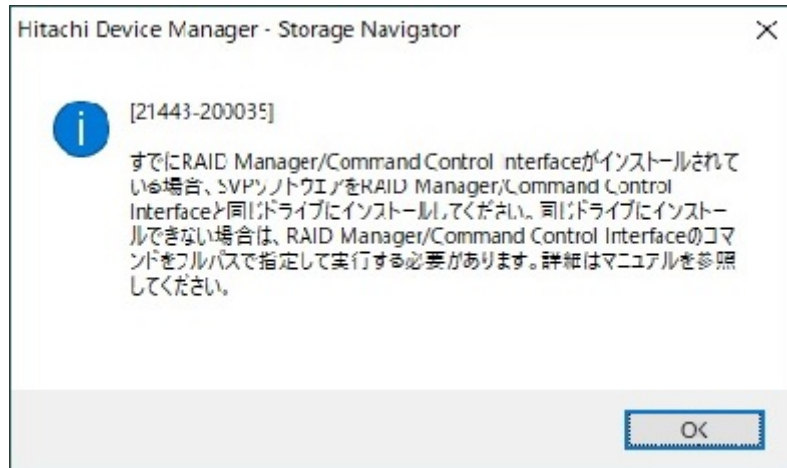 Hitachi Device Manager - Storage Navigator
[21443-200035]
すでにRAID Manager/Command Control Interfaceがインストールされて
いる場合、SVPソフトウエアをRAID Manager/Command Control
Interfaceと同じドライブにインストールしてください。同じドライブにインストー
ルできない場合は、RAID Manager/Command Control Interfaceのコマ
ンドをフルパスで指定して実行する必要があります。詳細はマニュアルを参照
してください。
OK